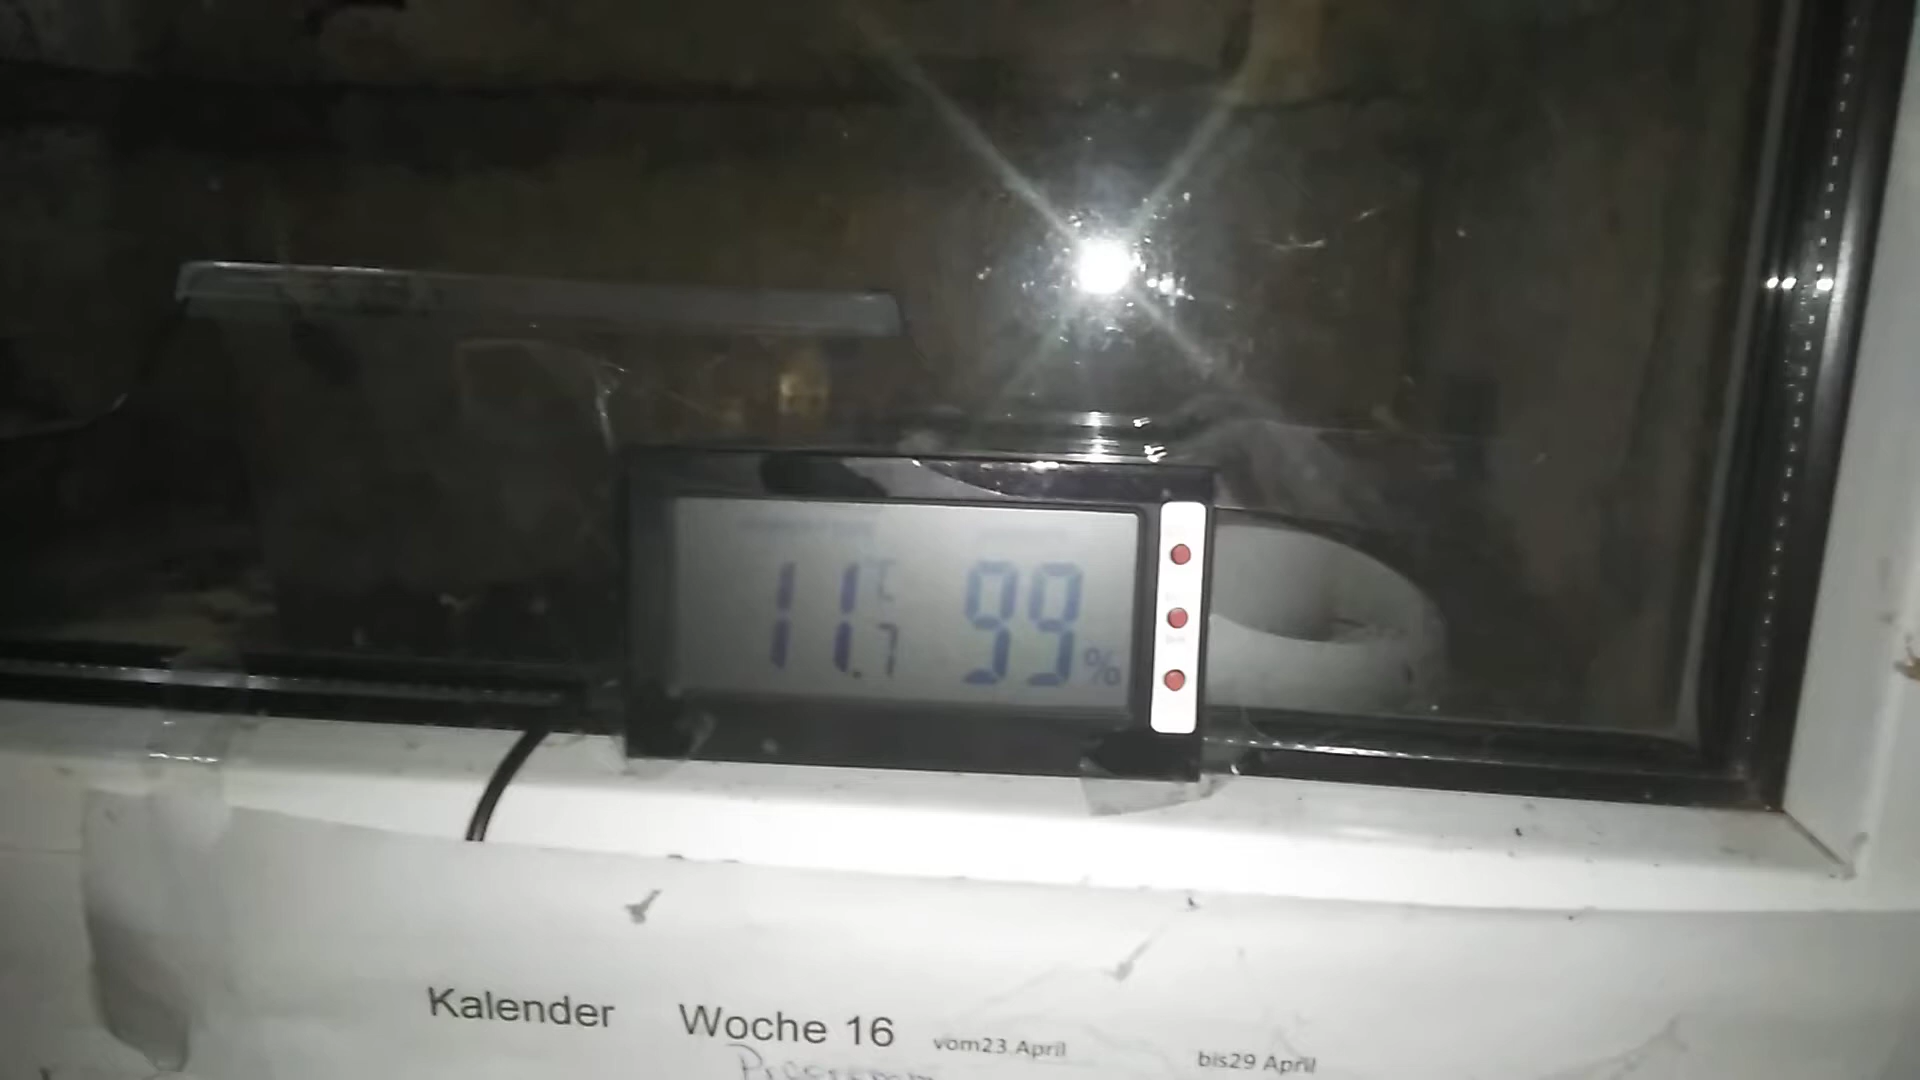 11.7 °C 99 %
Kalender Woche 16 vom23.April bis29 April